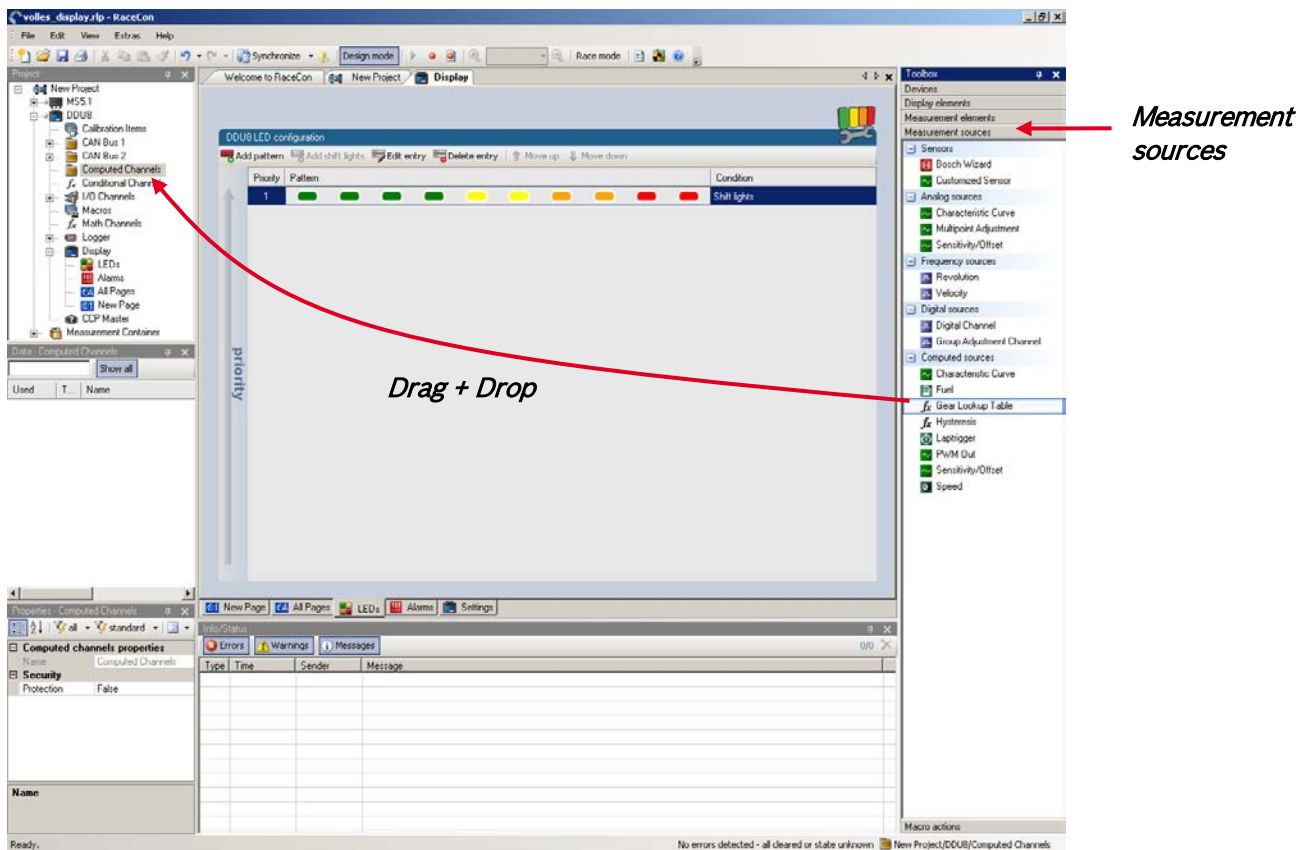 volles_display.rlp - RaceCon
File Edit View Extras Help
Synchronize Design mode Race mode
Project
New Project
MS5.1
DDU8
Calibration Items
CAN Bus 1
CAN Bus 2
Computed Channels
Conditional Channels
I/O Channels
Macros
Math Channels
Logger
Display
LEDs
Alarms
All Pages
New Page
CCP Master
Measurement Container
Data - Computed Channels
Show all
Used T... Name
Properties - Computed Channels
all standard
Computed channels properties
Name Computed Channels
Security
Protection False
Name
Welcome to RaceCon New Project Display
DDU8 LED configuration
Add pattern Add shift lights Edit entry Delete entry Move up Move down
Priority Pattern Condition
1 Shift lights
priority
Drag + Drop
New Page All Pages LEDs Alarms Settings
Info/Status
Errors Warnings Messages 0/0
Type Time Sender Message
Toolbox
Devices
Display elements
Measurement elements
Measurement sources
Sensors
Bosch Wizard
Customized Sensor
Analog sources
Characteristic Curve
Multipoint Adjustment
Sensitivity/Offset
Frequency sources
Revolution
Velocity
Digital sources
Digital Channel
Group Adjustment Channel
Computed sources
Characteristic Curve
Fuel
Gear Lookup Table
Hysteresis
Laptrigger
PWM Out
Sensitivity/Offset
Speed
Macro actions
Measurement
sources
Ready.
No errors detected - all cleared or state unknown New Project/DDU8/Computed Channels